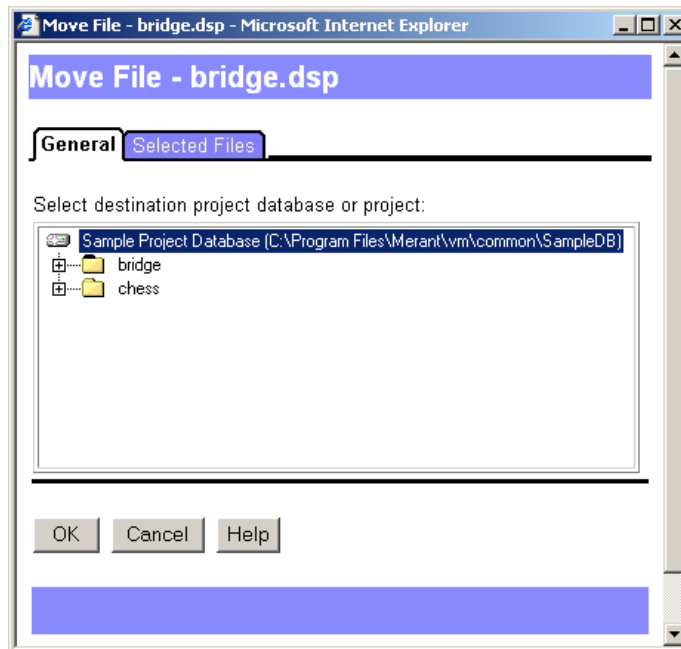 Move File - bridge.dsp - Microsoft Internet Explorer
Move File - bridge.dsp
General Selected Files
Select destination project database or project:
Sample Project Database (C:\Program Files\Merant\vm\common\SampleDB)
bridge
chess
OK Cancel Help